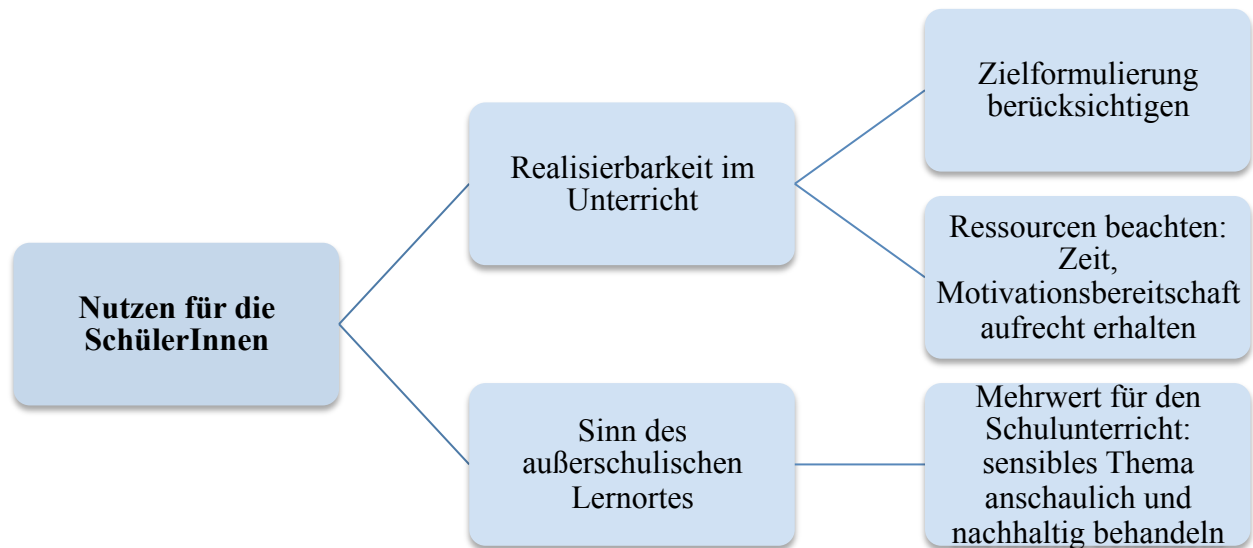 Nutzen für die
SchülerInnen
Realisierbarkeit im
Unterricht
Zielformulierung
berücksichtigen
Ressourcen beachten:
Zeit,
Motivationsbereitschaft
aufrecht erhalten
Sinn des
außerschulischen
Lernortes
Mehrwert für den
Schulunterricht:
sensibles Thema
anschaulich und
nachhaltig behandeln